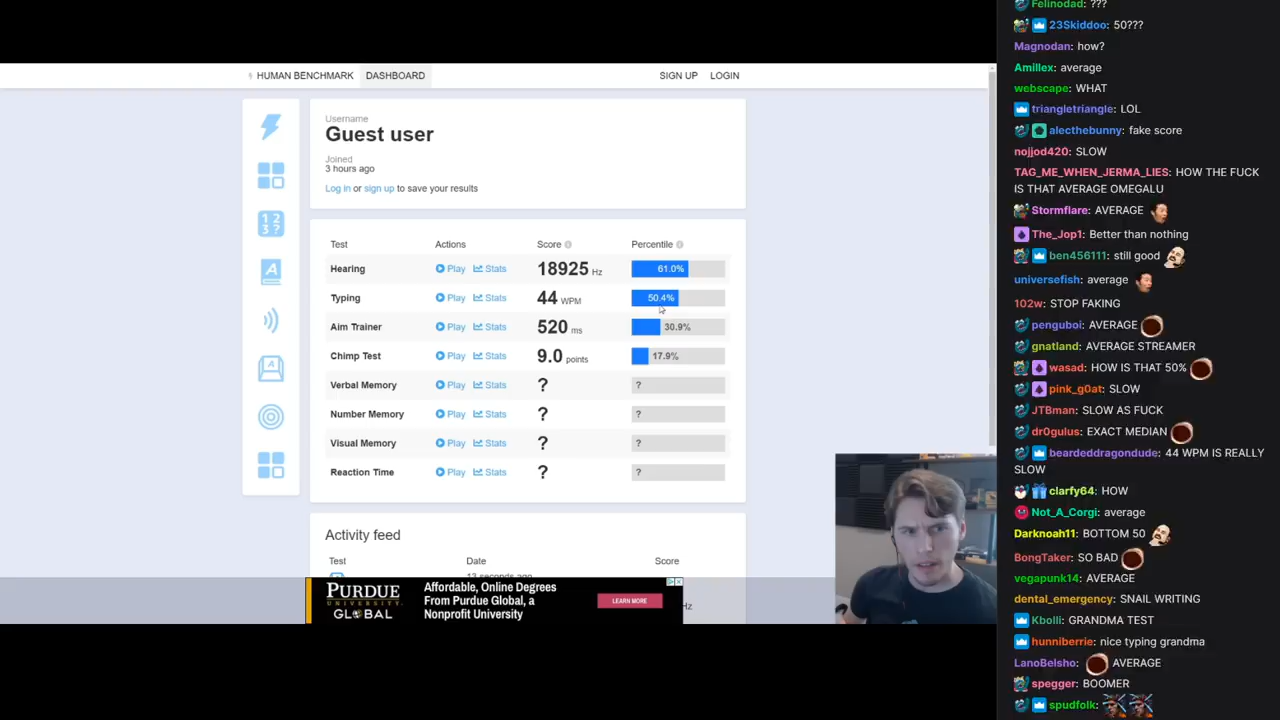 HUMAN BENCHMARK
DASHBOARD
SIGN UP
LOGIN
Username
Guest user
Joined
3 hours ago
Log in or sign up to save your results
Test Actions Score Percentile
Hearing Play Stats 18925 Hz 61.0%
Typing Play Stats 44 WPM 50.4%
Aim Trainer Play Stats 520 ms 30.9%
Chimp Test Play Stats 9.0 points 17.9%
Verbal Memory Play Stats ? ?
Number Memory Play Stats ? ?
Visual Memory Play Stats ? ?
Reaction Time Play Stats ? ?
Activity feed
Test Date Score
13 seconds ago
Hz
PURDUE
UNIVERSITY
GLOBAL
Affordable, Online Degrees
From Purdue Global, a
Nonprofit University
LEARN MORE
Felinodad: ???
23Skiddoo: 50???
Magnodan: how?
Amillex: average
webscape: WHAT
triangletriangle: LOL
alecthebunny: fake score
nojjod420: SLOW
TAG_ME_WHEN_JERMA_LIES: HOW THE FUCK
IS THAT AVERAGE OMEGALU
Stormflare: AVERAGE
The_Jop1: Better than nothing
ben456111: still good
universefish: average
102w: STOP FAKING
penguboi: AVERAGE
gnatland: AVERAGE STREAMER
wasad: HOW IS THAT 50%
pink_g0at: SLOW
JTBman: SLOW AS FUCK
dr0gulus: EXACT MEDIAN
beardeddragondude: 44 WPM IS REALLY
SLOW
clarfy64: HOW
Not_A_Corgi: average
Darknoah11: BOTTOM 50
BongTaker: SO BAD
vegapunk14: AVERAGE
dental_emergency: SNAIL WRITING
Kbolli: GRANDMA TEST
hunniberrie: nice typing grandma
LanoBelsho: AVERAGE
spegger: BOOMER
spudfolk: